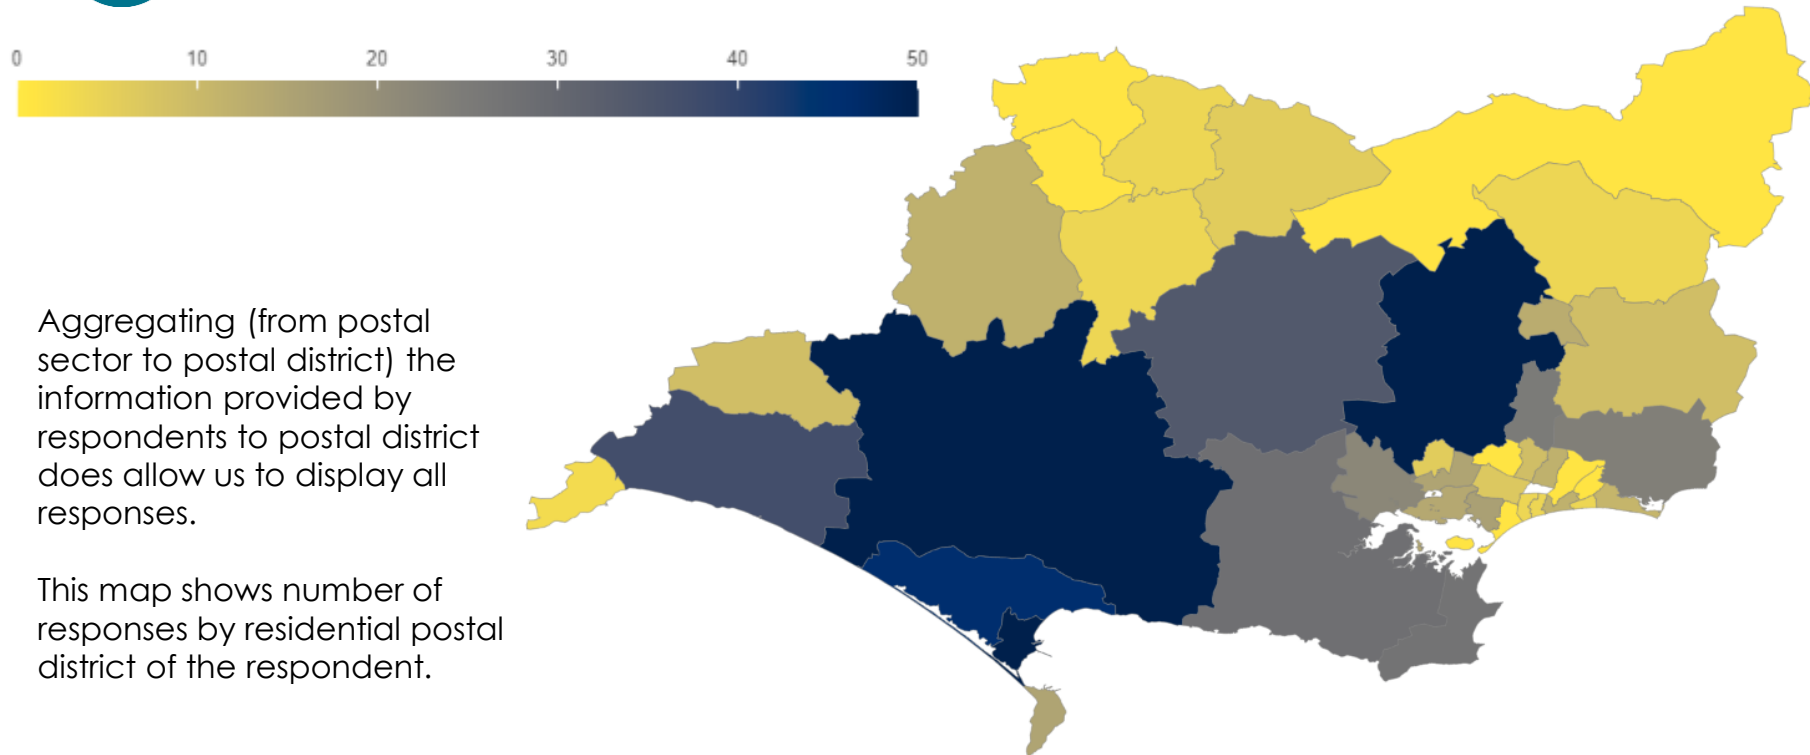 0 10 20 30 40 50
Aggregating (from postal
sector to postal district) the
information provided by
respondents to postal district
does allow us to display all
responses.
This map shows number of
responses by residential postal
district of the respondent.